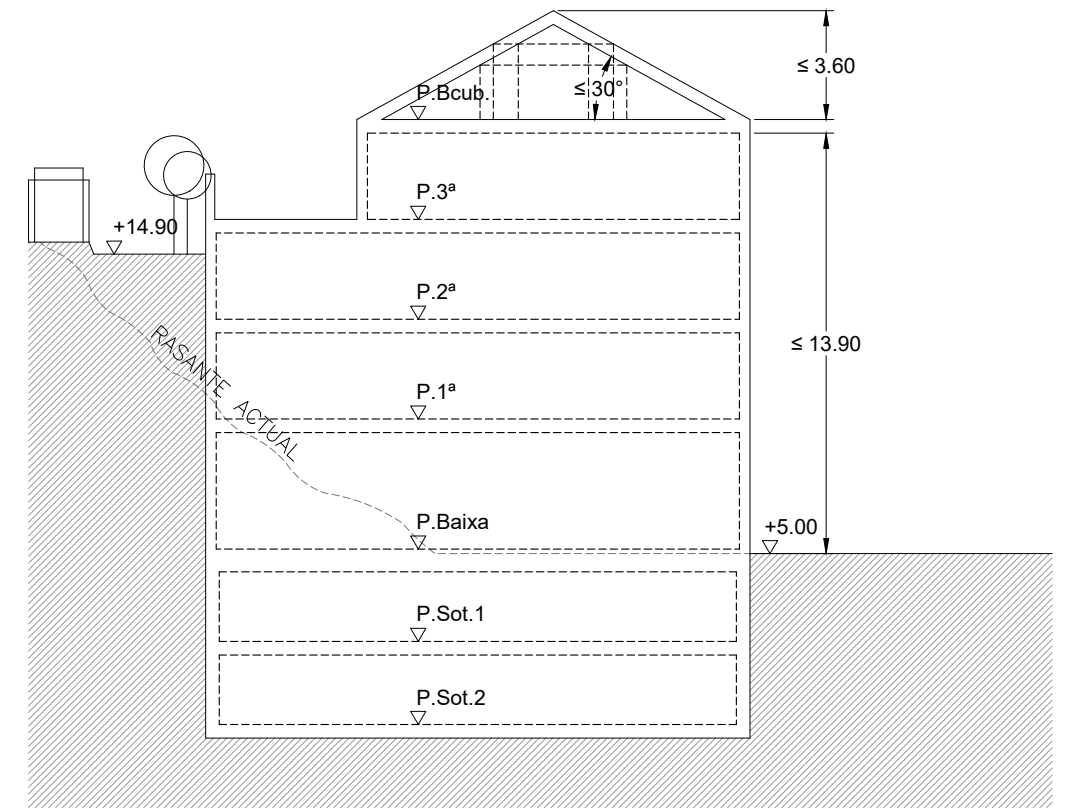 ≤ 3.60
P.Bcub.
≤ 30°
P.3ª
+14.90
P.2ª
RASANTE ACTUAL
≤ 13.90
P.1ª
P.Baixa
+5.00
P.Sot.1
P.Sot.2